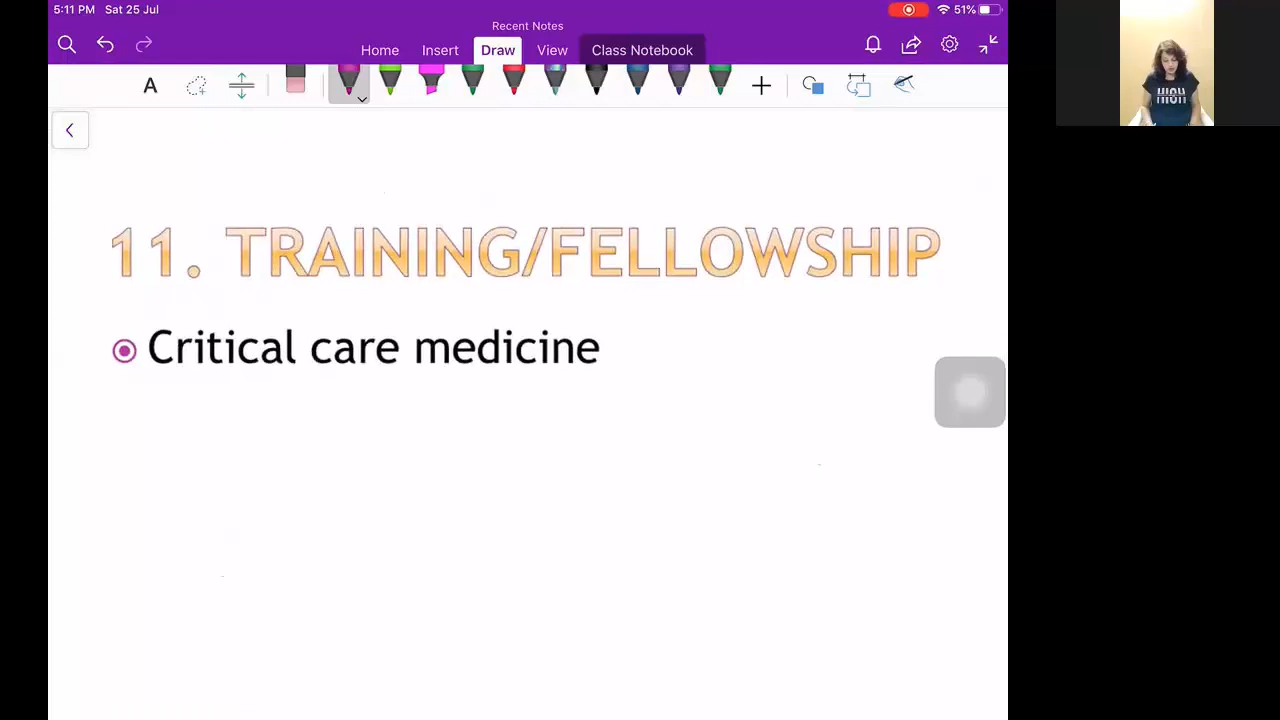 5:11 PM Sat 25 Jul
51%
Recent Notes
Home Insert Draw View Class Notebook
A
11. TRAINING/FELLOWSHIP
Critical care medicine
HIGH